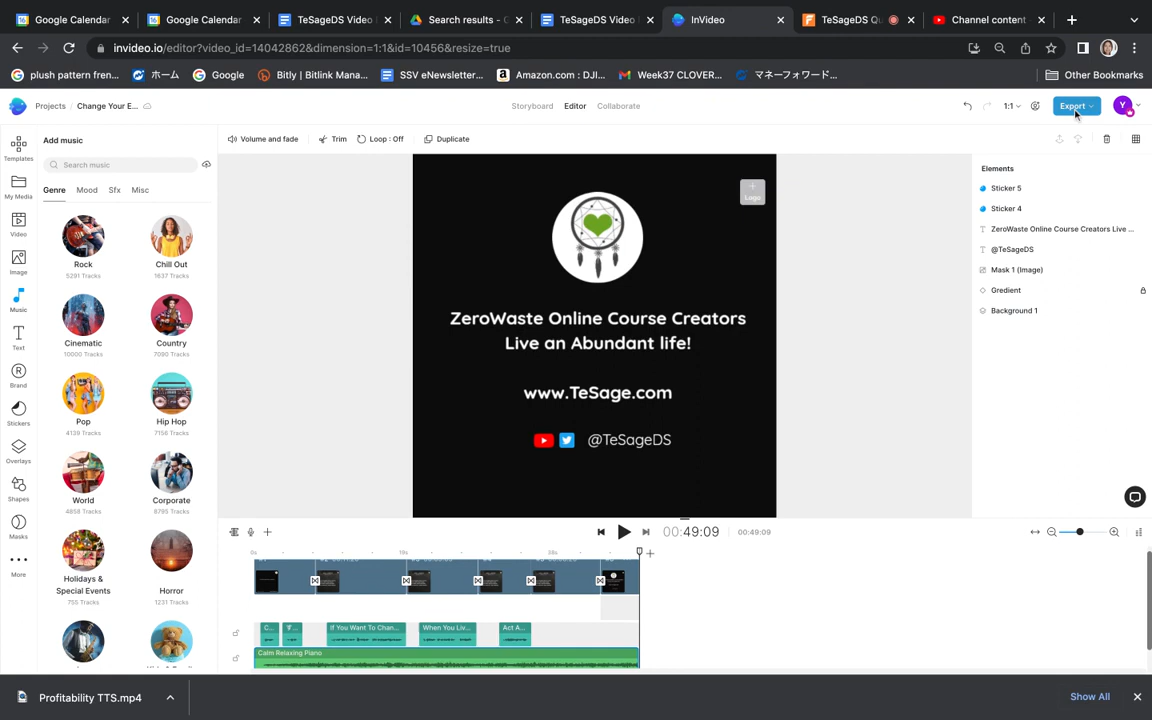 Google Calendar
Google Calendar
TeSageDS Video
Search results - G
TeSageDS Video
InVideo
TeSageDS Qu
Channel content
invideo.io/editor?video_id=14042862&dimension=1:1&id=10456&resize=true
plush pattern fren...
ホーム
Google
Bitly | Bitlink Mana...
SSV eNewsletter...
Amazon.com : DJI...
Week37 CLOVER...
マネーフォワード...
Other Bookmarks
Projects
Change Your E...
Storyboard
Editor
Collaborate
1:1
Export
Y
Templates
My Media
Video
Image
Music
Text
Brand
Stickers
Overlays
Shapes
Masks
More
Add music
Search music
Genre
Mood
Sfx
Misc
Rock
5291 Tracks
Chill Out
1637 Tracks
Cinematic
10000 Tracks
Country
7090 Tracks
Pop
4139 Tracks
Hip Hop
7156 Tracks
World
4858 Tracks
Corporate
8795 Tracks
Holidays &
Special Events
755 Tracks
Horror
1231 Tracks
Volume and fade
Trim
Loop : Off
Duplicate
Logo
ZeroWaste Online Course Creators
Live an Abundant life!
www.TeSage.com
@TeSageDS
Elements
Sticker 5
Sticker 4
ZeroWaste Online Course Creators Live ...
@TeSageDS
Mask 1 (Image)
Gredient
Background 1
00:49:09
00:49:09
0s
19s
38s
C...
If You Want To Chan...
When You Liv...
Act A...
Calm Relaxing Piano
Profitability TTS.mp4
Show All